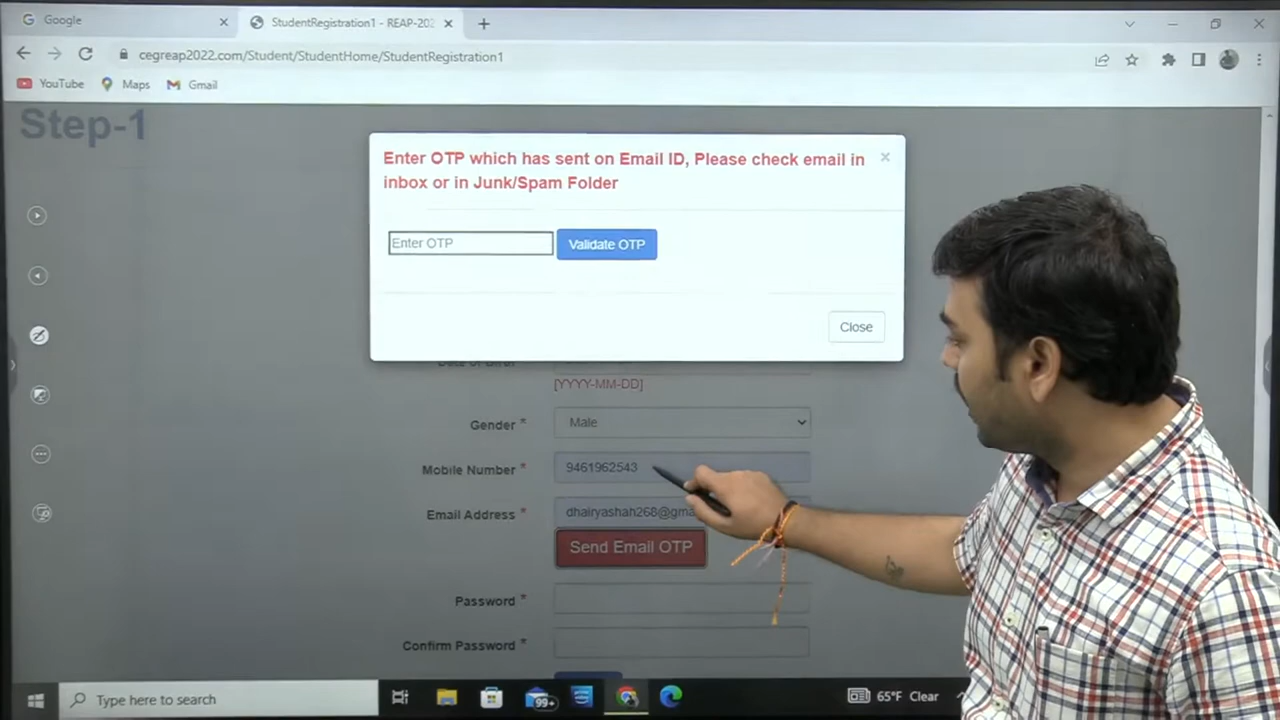 Google
StudentRegistration1 - REAP-202
cegreap2022.com/Student/StudentHome/StudentRegistration1
YouTube
Maps
Gmail
Step-1
Enter OTP which has sent on Email ID, Please check email in
inbox or in Junk/Spam Folder
Enter OTP
Validate OTP
Close
[YYYY-MM-DD]
Gender *
Male
Mobile Number *
9461962543
Email Address *
dhairyashah268@gma
Send Email OTP
Password *
Confirm Password *
Type here to search
99+
65°F Clear